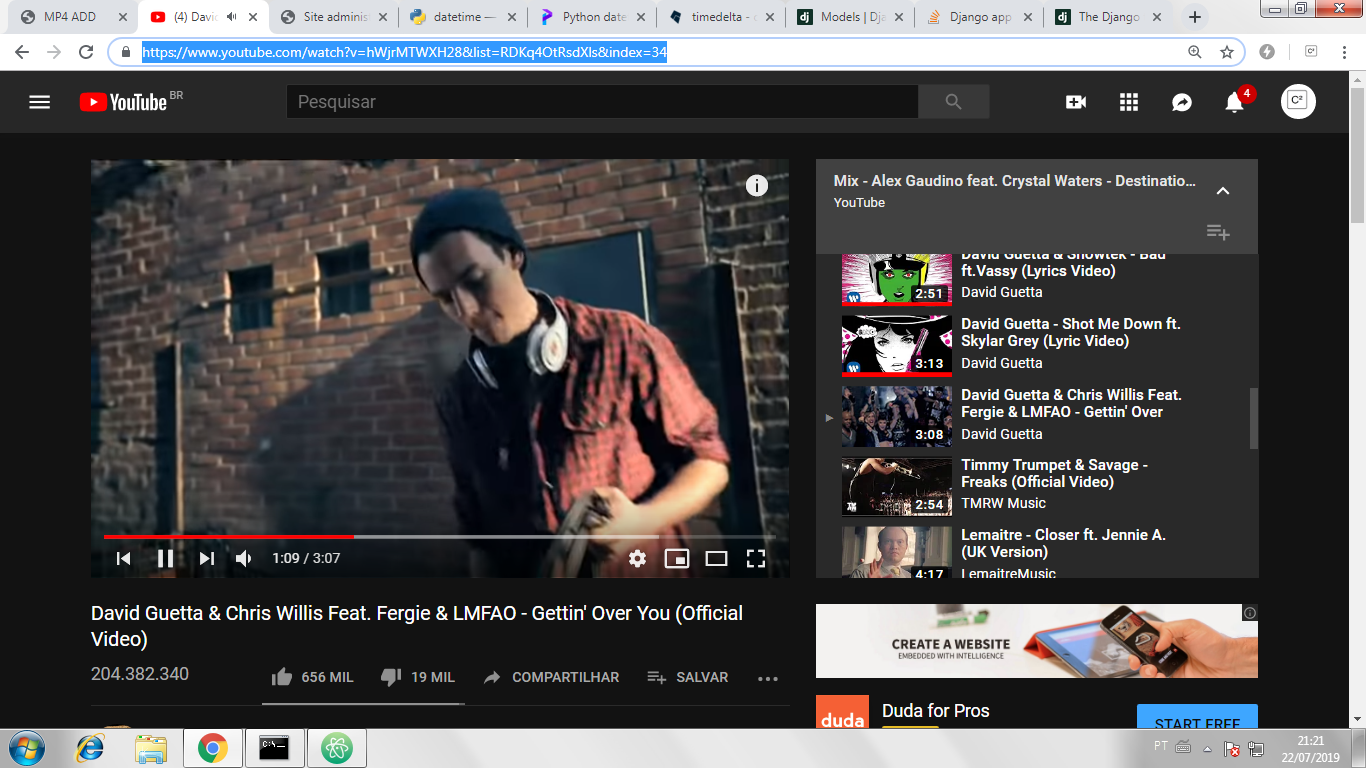 MP4 ADD
(4) David
Site adminis
datetime —
Python date
timedelta -
Models | Dja
Django app
The Django
https://www.youtube.com/watch?v=hWjrMTWXH28&list=RDKq4OtRsdXls&index=34
YouTube BR
Pesquisar
4
C²
Mix - Alex Gaudino feat. Crystal Waters - Destinatio...
YouTube
David Guetta & Showtek - Bad
ft.Vassy (Lyrics Video)
David Guetta
2:51
David Guetta - Shot Me Down ft.
Skylar Grey (Lyric Video)
David Guetta
3:13
David Guetta & Chris Willis Feat.
Fergie & LMFAO - Gettin' Over
David Guetta
3:08
Timmy Trumpet & Savage -
Freaks (Official Video)
TMRW Music
2:54
Lemaitre - Closer ft. Jennie A.
(UK Version)
LemaitreMusic
4:17
1:09 / 3:07
David Guetta & Chris Willis Feat. Fergie & LMFAO - Gettin' Over You (Official
Video)
204.382.340
656 MIL
19 MIL
COMPARTILHAR
SALVAR
CREATE A WEBSITE
EMBEDDED WITH INTELLIGENCE
duda
Duda for Pros
START FREE
PT
21:21
22/07/2019